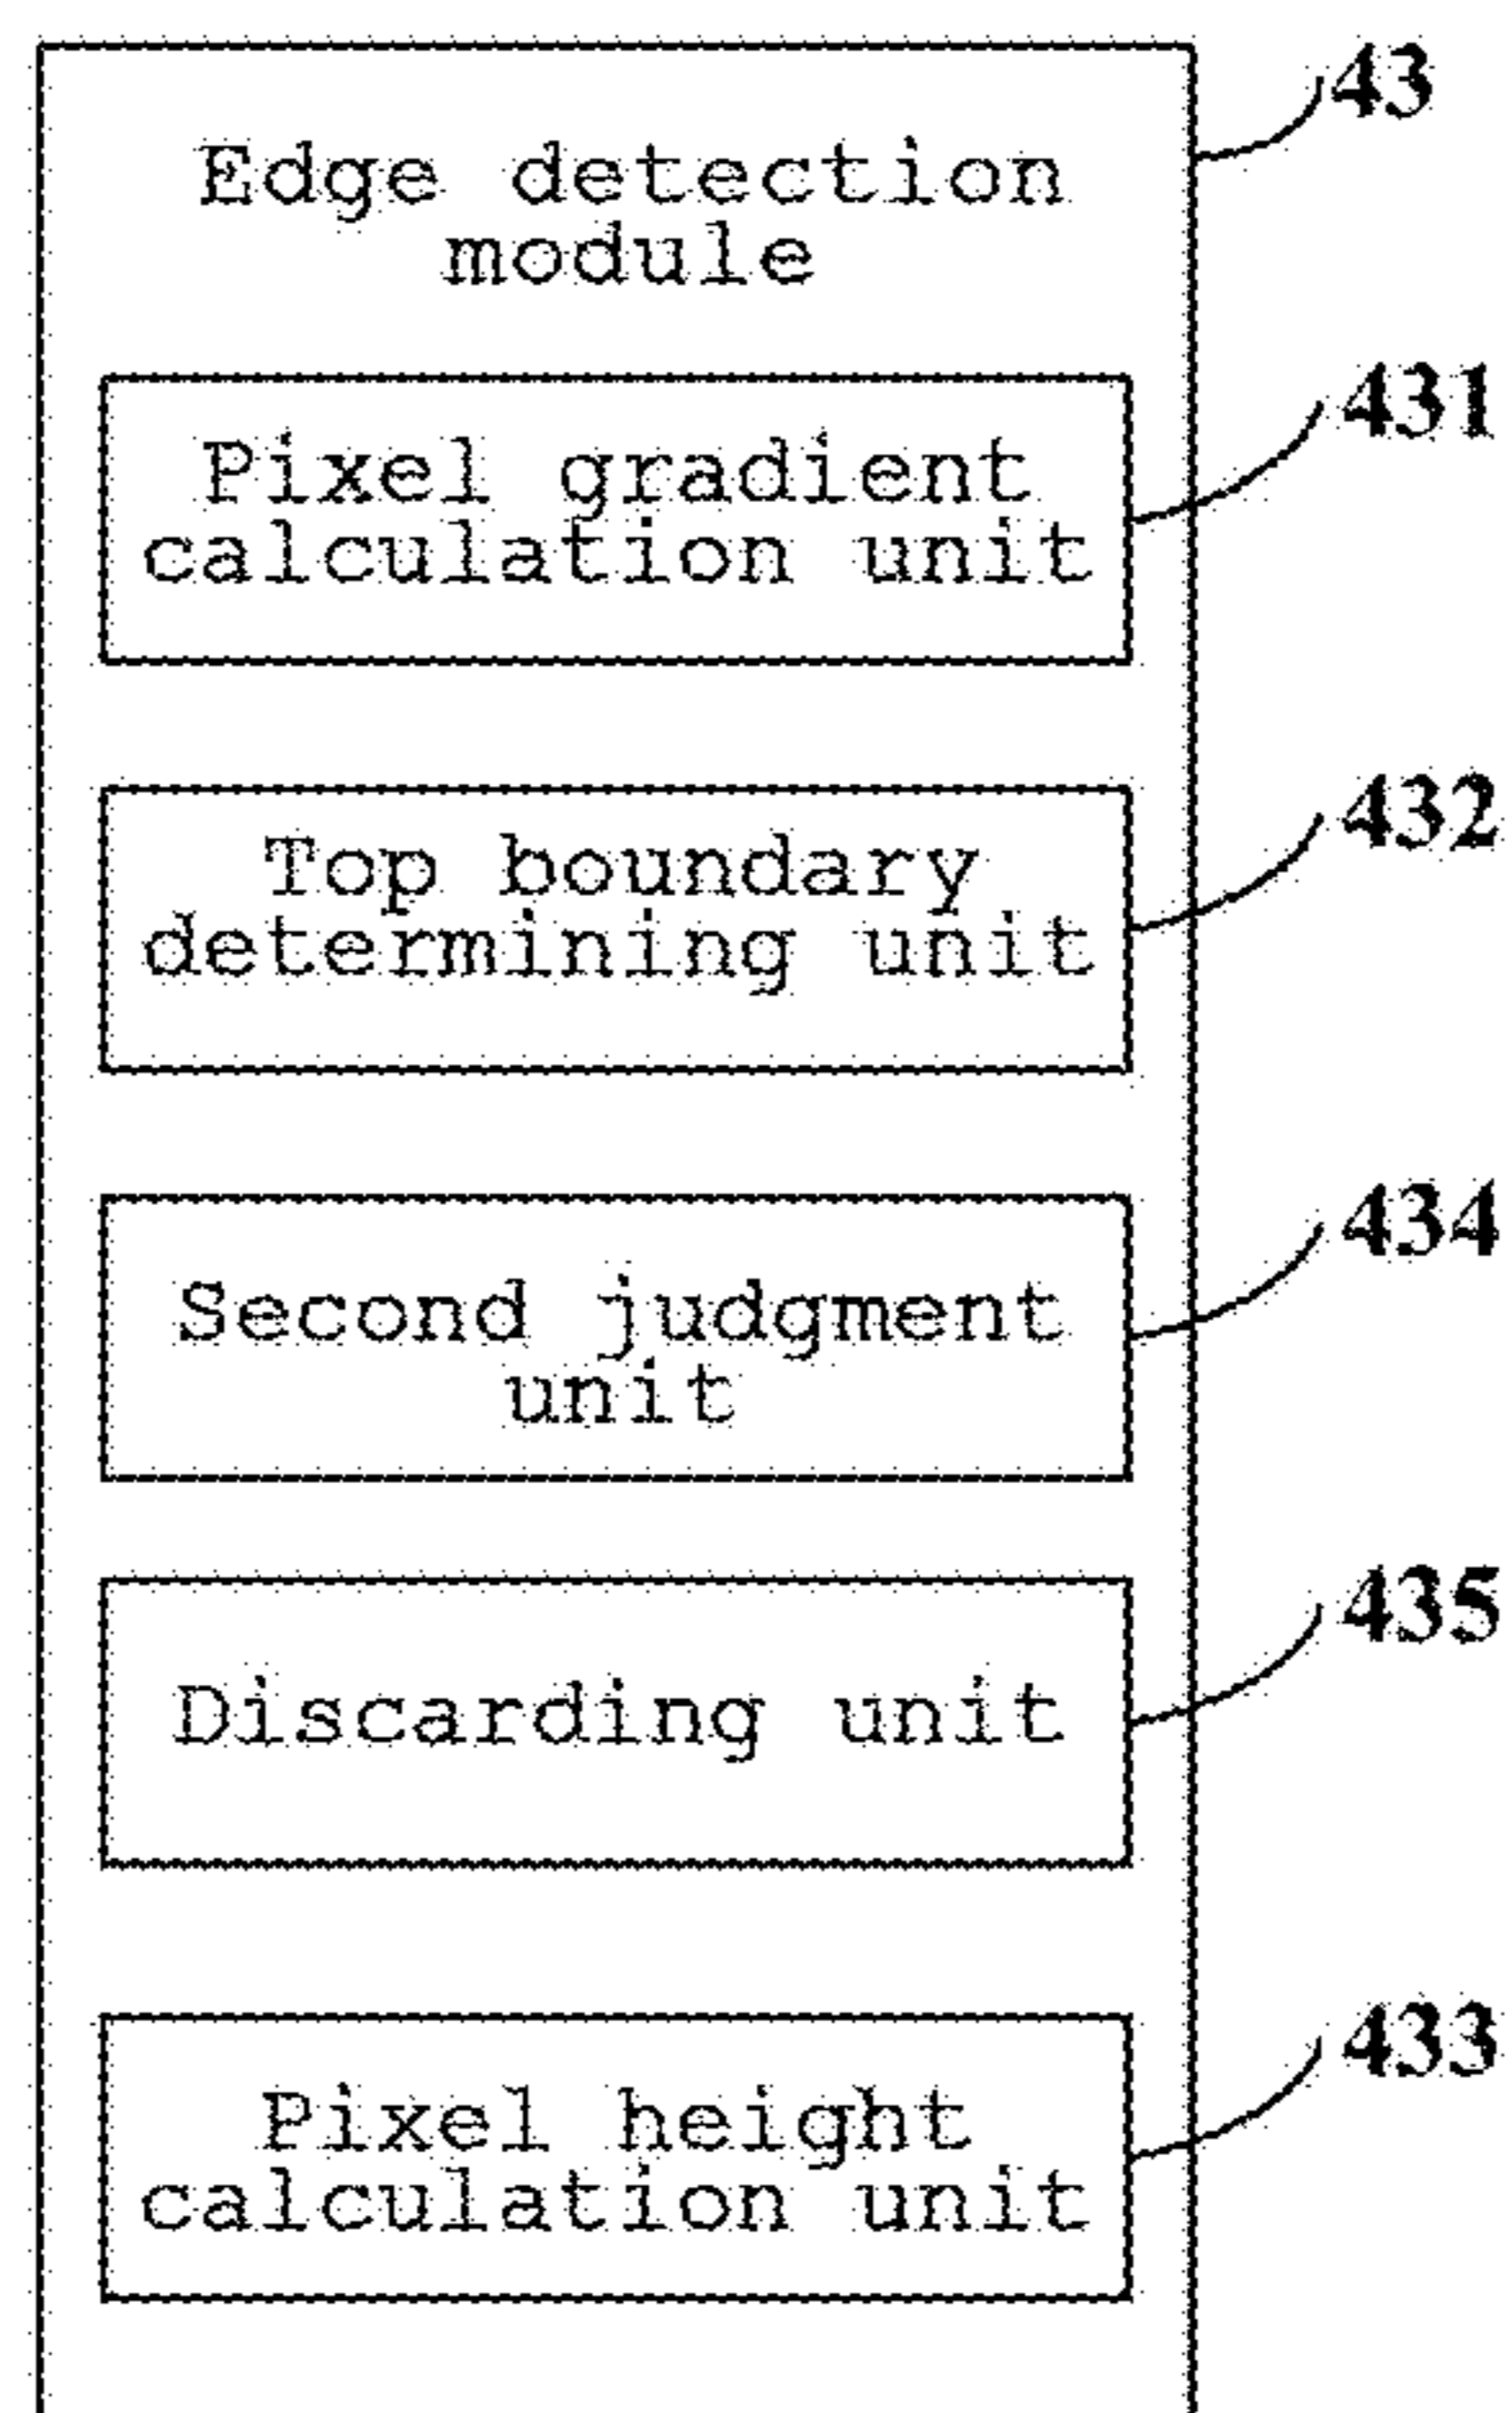 43
Edge detection
module
431
Pixel gradient
calculation unit
432
Top boundary
determining unit
434
Second judgment
unit
435
Discarding unit
433
Pixel height
calculation unit